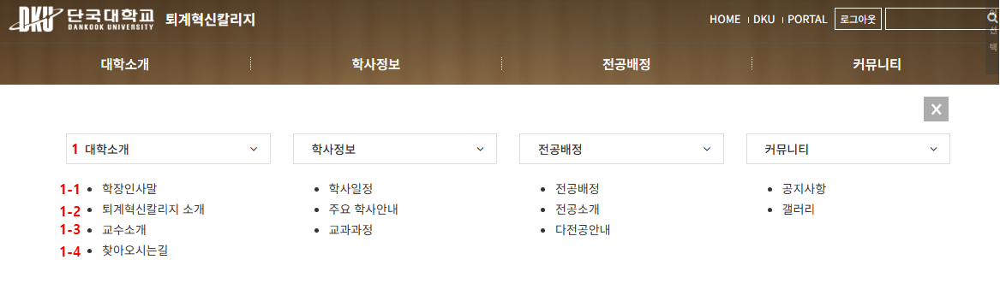 DKU 단국대학교 DANKOOK UNIVERSITY 퇴계혁신칼리지 HOME DKU PORTAL 로그아웃
대학소개 학사정보 전공배정 커뮤니티
1 대학소개 학사정보 전공배정 커뮤니티
1-1 • 학장인사말 • 학사일정 • 전공배정 • 공지사항
1-2 • 퇴계혁신칼리지 소개 • 주요 학사안내 • 전공소개 • 갤러리
1-3 • 교수소개 • 교과과정 • 다전공안내
1-4 • 찾아오시는길